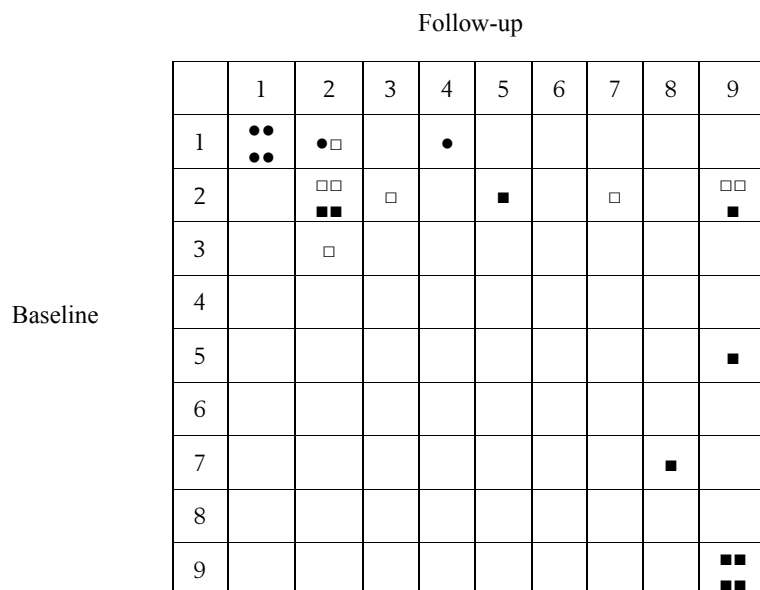 Follow-up
1 2 3 4 5 6 7 8 9
1 ●● ●● ●□ ●
2 □□ ■■ □ ■ □ □□ ■
3 □
Baseline
4
5 ■
6
7 ■
8
9 ■■ ■■